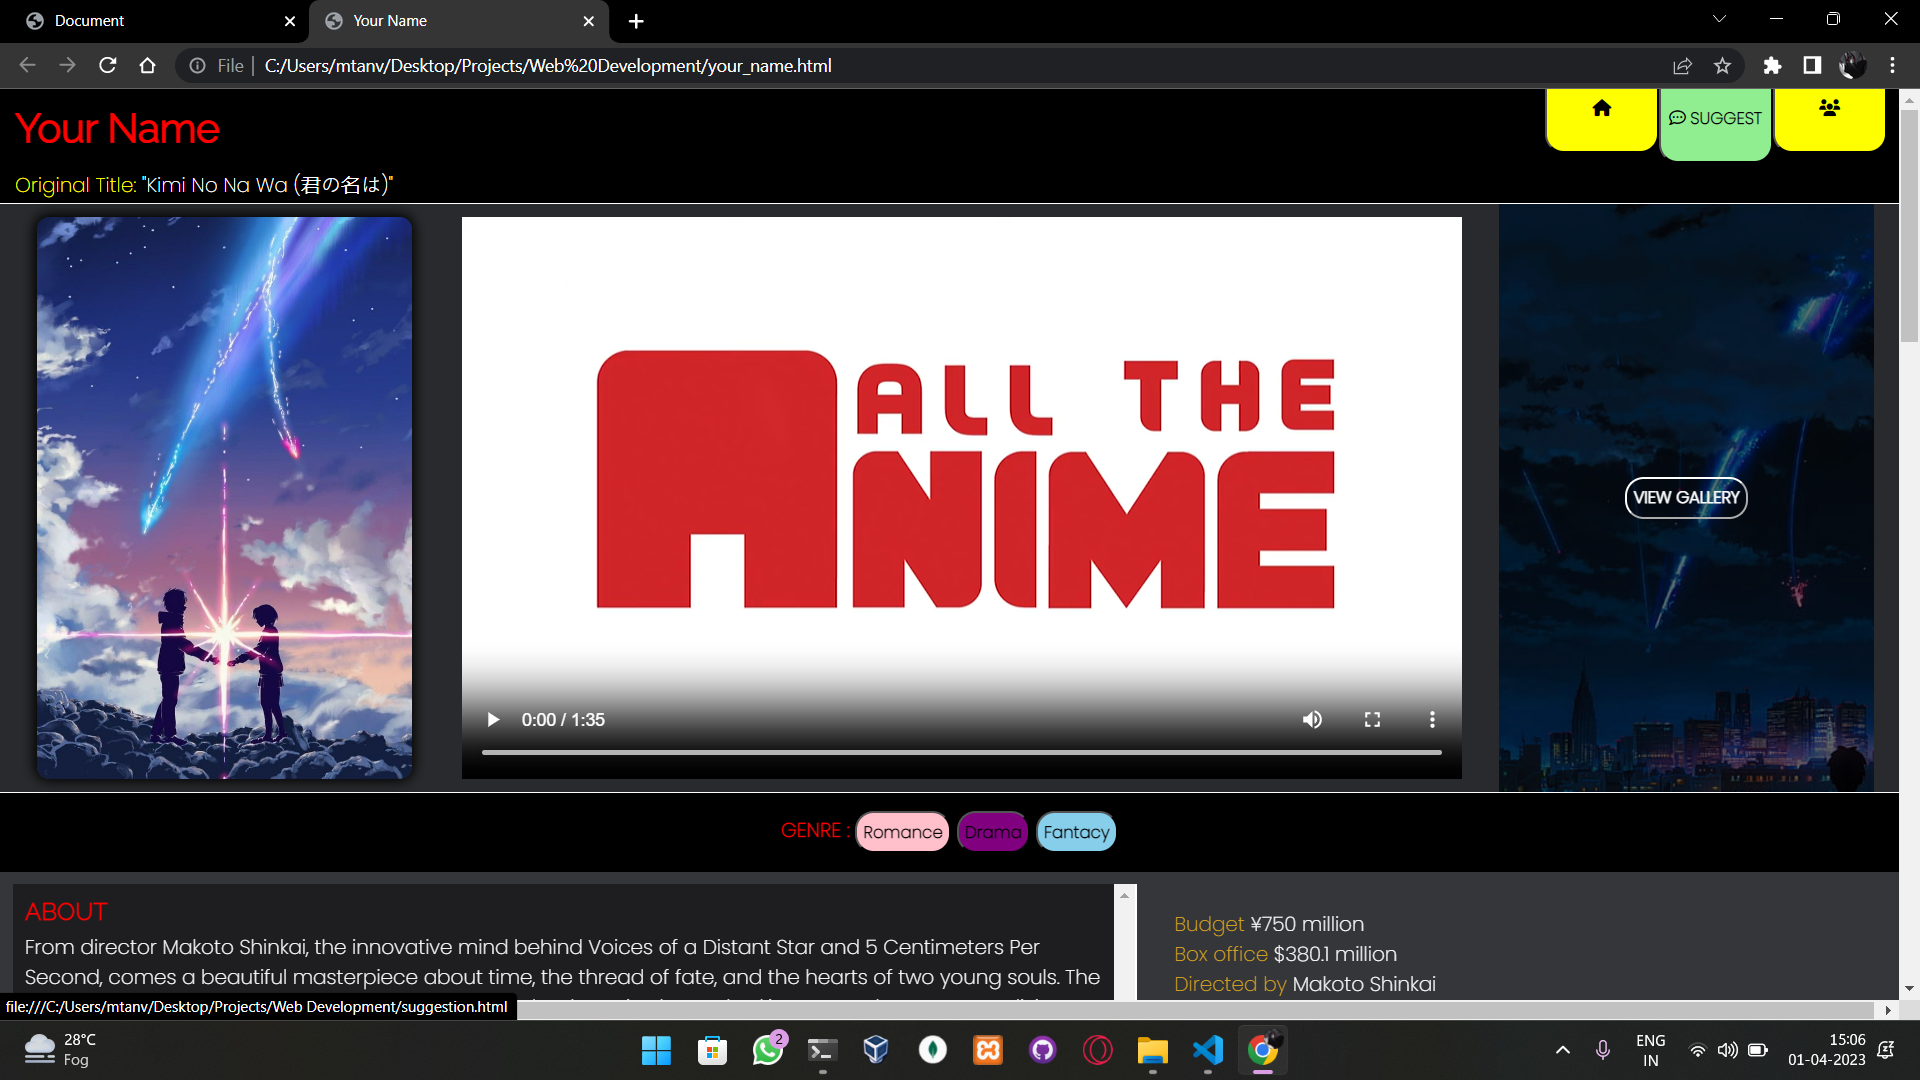 Document
Your Name
File
C:/Users/mtanv/Desktop/Projects/Web%20Development/your_name.html
Your Name
SUGGEST
Original Title: "Kimi No Na Wa (君の名は)"
ALL THE
ANIME
VIEW GALLERY
0:00 / 1:35
GENRE : Romance Drama Fantacy
ABOUT
From director Makoto Shinkai, the innovative mind behind Voices of a Distant Star and 5 Centimeters Per
Second, comes a beautiful masterpiece about time, the thread of fate, and the hearts of two young souls. The
Budget ¥750 million
Box office $380.1 million
Directed by Makoto Shinkai
file:///C:/Users/mtanv/Desktop/Projects/Web Development/suggestion.html
28°C
Fog
2
ENG
IN
15:06
01-04-2023